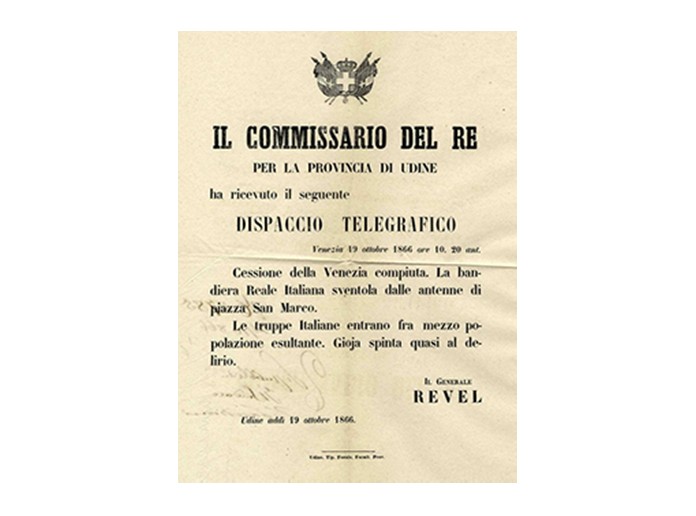 IL COMMISSARIO DEL RE
PER LA PROVINCIA DI UDINE
ha ricevuto il seguente
DISPACCIO TELEGRAFICO
Venezia 19 ottobre 1866 ore 10. 20 ant.
Cessione della Venezia compiuta. La ban-
diera Reale Italiana sventola dalle antenne di
piazza San Marco.
Le truppe Italiane entrano fra mezzo po-
polazione esultante. Gioja spinta quasi al de-
lirio.
IL GENERALE
REVEL
Udine addì 19 ottobre 1866.
Udine, Tip.